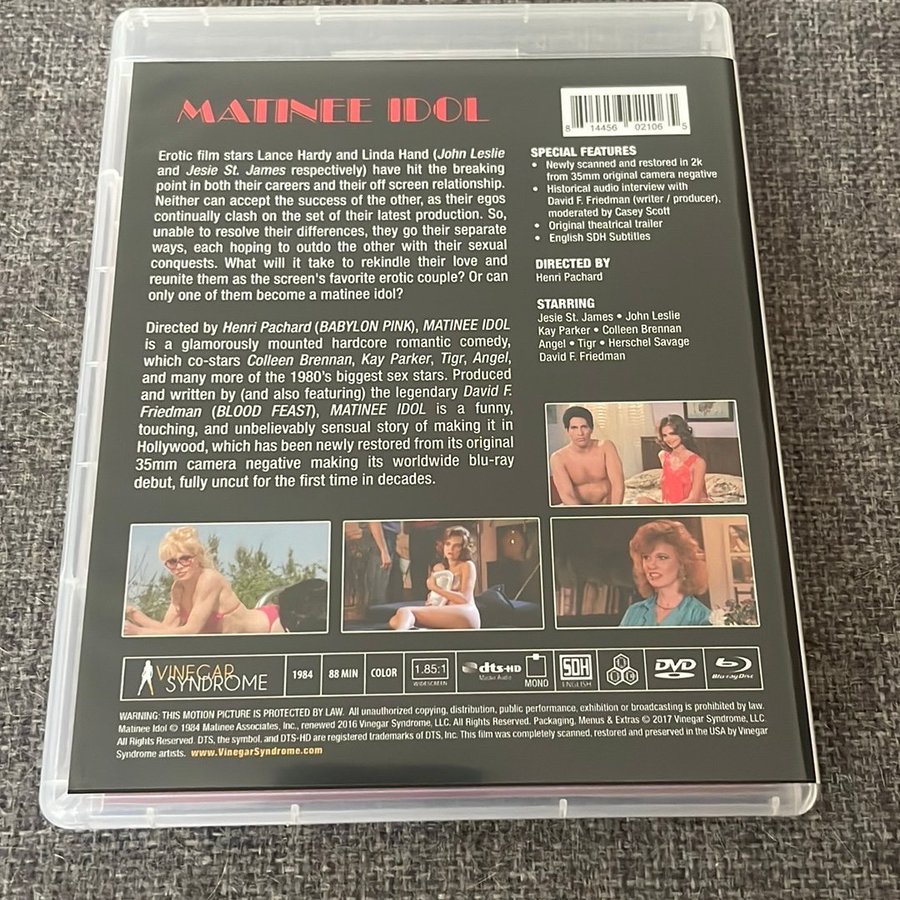 MATINEE IDOL
Erotic film stars Lance Hardy and Linda Hand (John Leslie
and Jesie St. James respectively) have hit the breaking
point in both their careers and their off screen relationship.
Neither can accept the success of the other, as their egos
continually clash on the set of their latest production. So,
unable to resolve their differences, they go their separate
ways, each hoping to outdo the other with their sexual
conquests. What will it take to rekindle their love and
reunite them as the screen's favorite erotic couple? Or can
only one of them become a matinee idol?
Directed by Henri Pachard (BABYLON PINK), MATINEE IDOL
is a glamorously mounted hardcore romantic comedy,
which co-stars Colleen Brennan, Kay Parker, Tigr, Angel,
and many more of the 1980's biggest sex stars. Produced
and written by (and also featuring) the legendary David F.
Friedman (BLOOD FEAST), MATINEE IDOL is a funny,
touching, and unbelievably sensual story of making it in
Hollywood, which has been newly restored from its original
35mm camera negative making its worldwide blu-ray
debut, fully uncut for the first time in decades.
8 14456 02106 5
SPECIAL FEATURES
• Newly scanned and restored in 2k
from 35mm original camera negative
• Historical audio interview with
David F. Friedman (writer / producer),
moderated by Casey Scott
• Original theatrical trailer
• English SDH Subtitles
DIRECTED BY
Henri Pachard
STARRING
Jesie St. James • John Leslie
Kay Parker • Colleen Brennan
Angel • Tigr • Herschel Savage
David F. Friedman
VINEGAR
SYNDROME
1984
88 MIN
COLOR
1.85:1
WIDESCREEN
dts-HD
Master Audio
MONO
SDH
ENGLISH
DVD
Blu-ray Disc
WARNING: THIS MOTION PICTURE IS PROTECTED BY LAW. All unauthorized copying, distribution, public performance, exhibition or broadcasting is prohibited by law.
Matinee Idol © 1984 Matinee Associates, Inc., renewed 2016 Vinegar Syndrome, LLC. All Rights Reserved. Packaging, Menus & Extras © 2017 Vinegar Syndrome, LLC.
All Rights Reserved. DTS, the symbol, and DTS-HD are registered trademarks of DTS, Inc. This film was completely scanned, restored and preserved in the USA by Vinegar
Syndrome artists. www.VinegarSyndrome.com